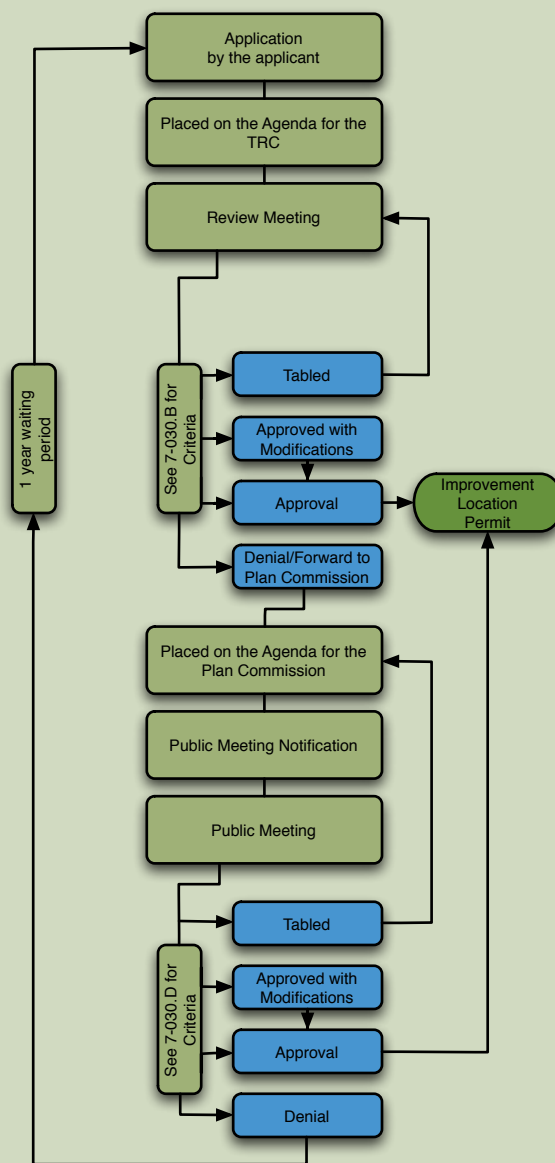 Application
by the applicant
Placed on the Agenda for the
TRC
Review Meeting
1 year waiting
period
See 7-030.B for
Criteria
Tabled
Approved with
Modifications
Approval
Improvement
Location
Permit
Denial/Forward to
Plan Commission
Placed on the Agenda for the
Plan Commission
Public Meeting Notification
Public Meeting
See 7-030.D for
Criteria
Tabled
Approved with
Modifications
Approval
Denial